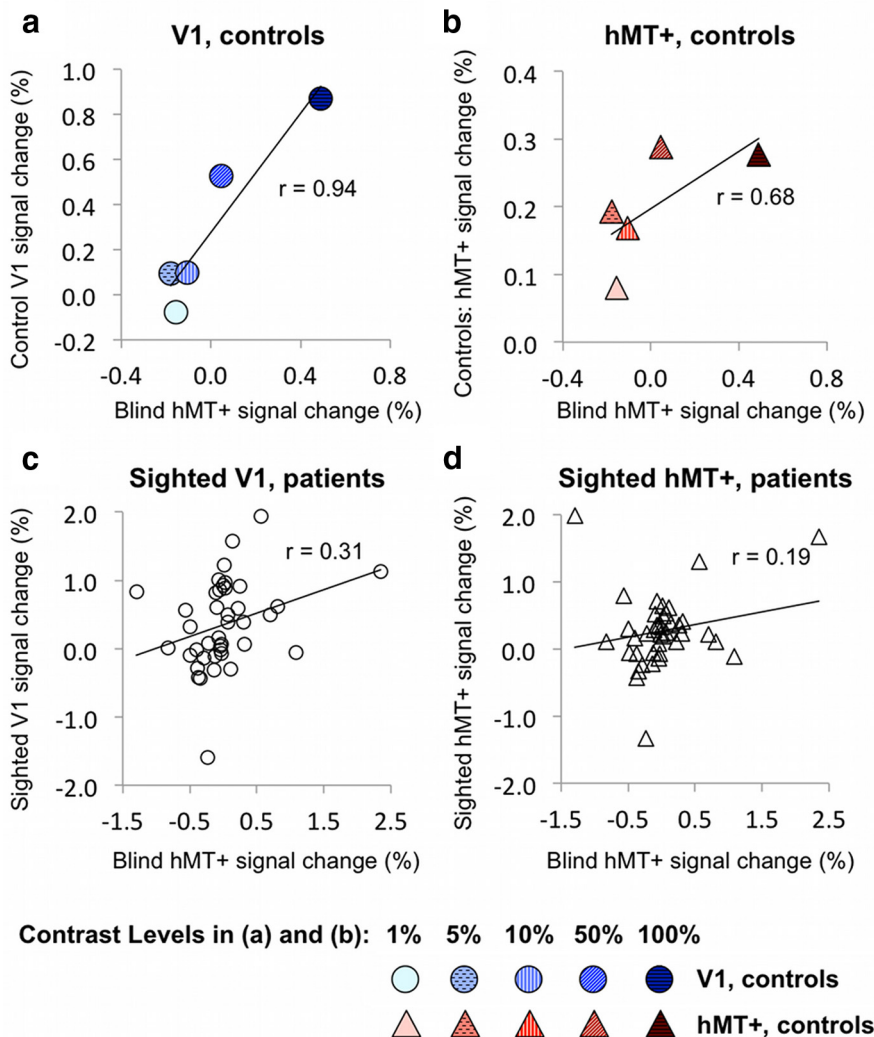 a
V1, controls
Control V1 signal change (%)
1.0
0.8
0.6
0.4
0.2
0.0
-0.2
r = 0.94
-0.4 0.0 0.4 0.8
Blind hMT+ signal change (%)
b
hMT+, controls
Controls: hMT+ signal change (%)
0.4
0.3
0.2
0.1
0.0
r = 0.68
-0.4 0.0 0.4 0.8
Blind hMT+ signal change (%)
c
Sighted V1, patients
Sighted V1 signal change (%)
2.0
1.0
0.0
-1.0
-2.0
r = 0.31
-1.5 -0.5 0.5 1.5 2.5
Blind hMT+ signal change (%)
d
Sighted hMT+, patients
Sighted hMT+ signal change (%)
2.0
1.0
0.0
-1.0
-2.0
r = 0.19
-1.5 -0.5 0.5 1.5 2.5
Blind hMT+ signal change (%)
Contrast Levels in (a) and (b): 1% 5% 10% 50% 100%
V1, controls
hMT+, controls